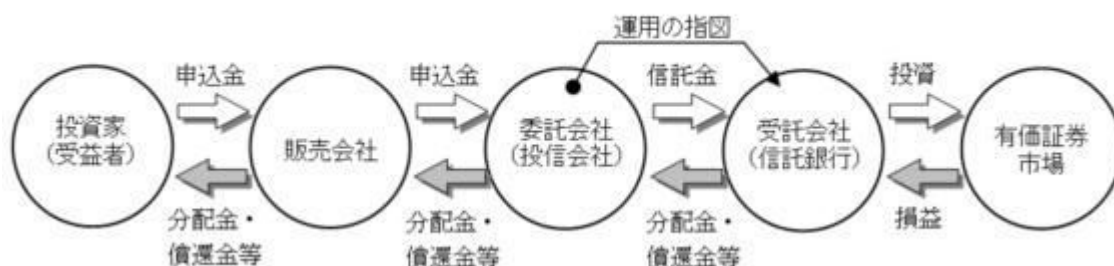 運用の指図
申込金
申込金
信託金
投資
投資家
(受益者)
販売会社
委託会社
(投信会社)
受託会社
(信託銀行)
有価証券
市場
分配金・
償還金等
分配金・
償還金等
分配金・
償還金等
損益